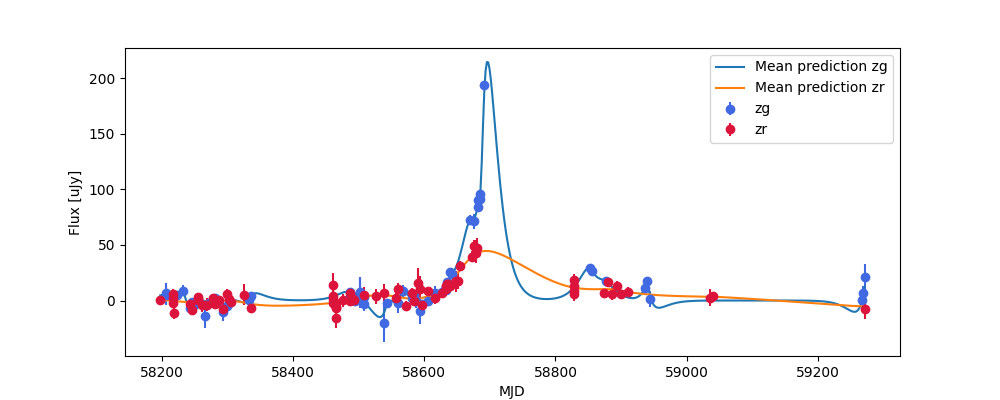 Mean prediction zg
Mean prediction zr
zg
zr
Flux [uJy]
200
150
100
50
0
58200 58400 58600 58800 59000 59200
MJD